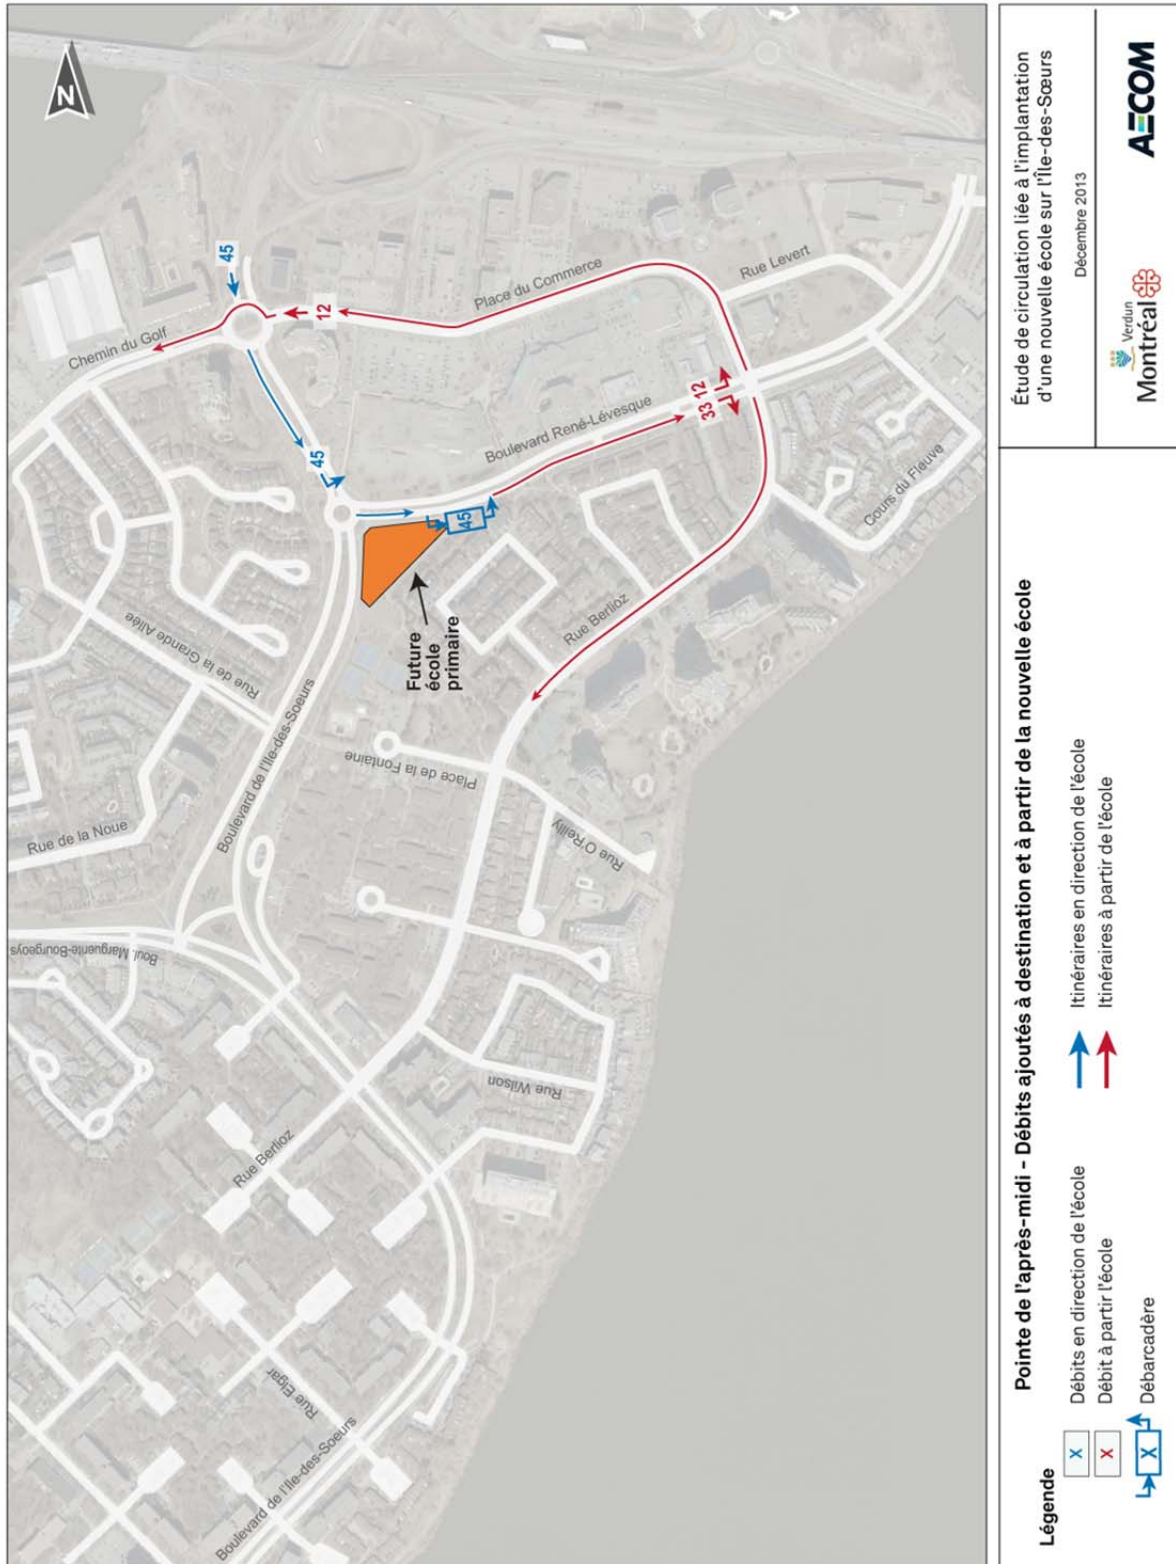 N
45
Chemin du Golf
12
Place du Commerce
Rue Levert
45
Boulevard René-Lévesque
33 12
45
Cours du Fleuve
Future
école
primaire
Rue Berlioz
Rue de la Grande Allée
Boulevard de l'Ile-des-Soeurs
Place de la Fontaine
Rue O'Reilly
Rue de la Noue
Boul. Marguerite-Bourgeoys
Rue Wilson
Rue Berlioz
Rue Elgar
Boulevard de l'Ile-des-Soeurs
Pointe de l'après-midi - Débits ajoutés à destination et à partir de la nouvelle école
Légende
X Débits en direction de l'école
X Débit à partir l'école
X Débarcadère
Itinéraires en direction de l'école
Itinéraires à partir de l'école
Étude de circulation liée à l'implantation
d'une nouvelle école sur l'Île-des-Sœurs
Décembre 2013
Verdun
Montréal
AECOM